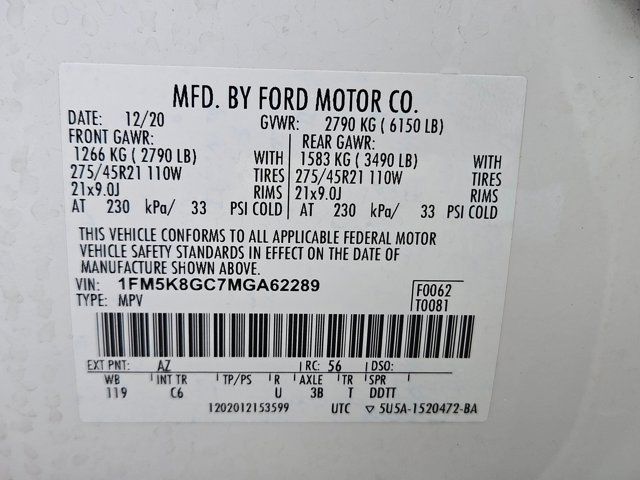 MFD. BY FORD MOTOR CO.
DATE: 12/20 GVWR: 2790 KG ( 6150 LB)
FRONT GAWR: REAR GAWR:
1266 KG ( 2790 LB) WITH 1583 KG ( 3490 LB) WITH
275/45R21 110W TIRES 275/45R21 110W TIRES
21x9.0J RIMS 21x9.0J RIMS
AT 230 kPa/ 33 PSI COLD AT 230 kPa/ 33 PSI COLD
THIS VEHICLE CONFORMS TO ALL APPLICABLE FEDERAL MOTOR
VEHICLE SAFETY STANDARDS IN EFFECT ON THE DATE OF
MANUFACTURE SHOWN ABOVE.
VIN: 1FM5K8GC7MGA62289 F0062
TYPE: MPV T0081
EXT PNT: AZ RC: 56 DSO:
WB INT TR TP/PS R AXLE TR SPR
119 C6 U 3B T DDTT
1202012153599 UTC ▽ 5U5A-1520472-BA